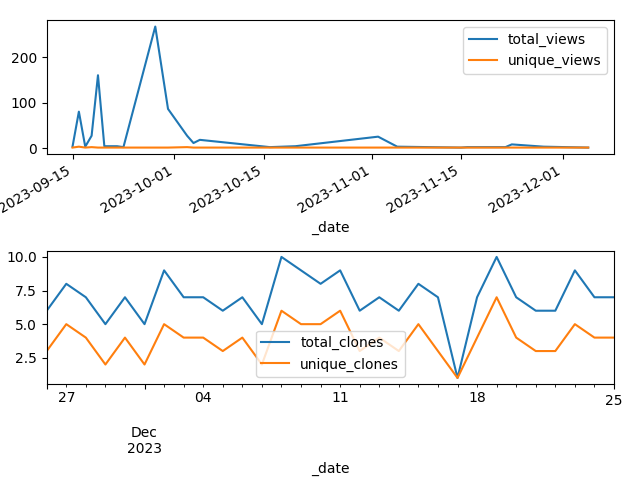 total_views
unique_views
200
100
0
2023-09-15
2023-10-01
2023-10-15
2023-11-01
2023-11-15
2023-12-01
_date
10.0
7.5
5.0
2.5
total_clones
unique_clones
27 04 11 18 25
Dec
2023
_date